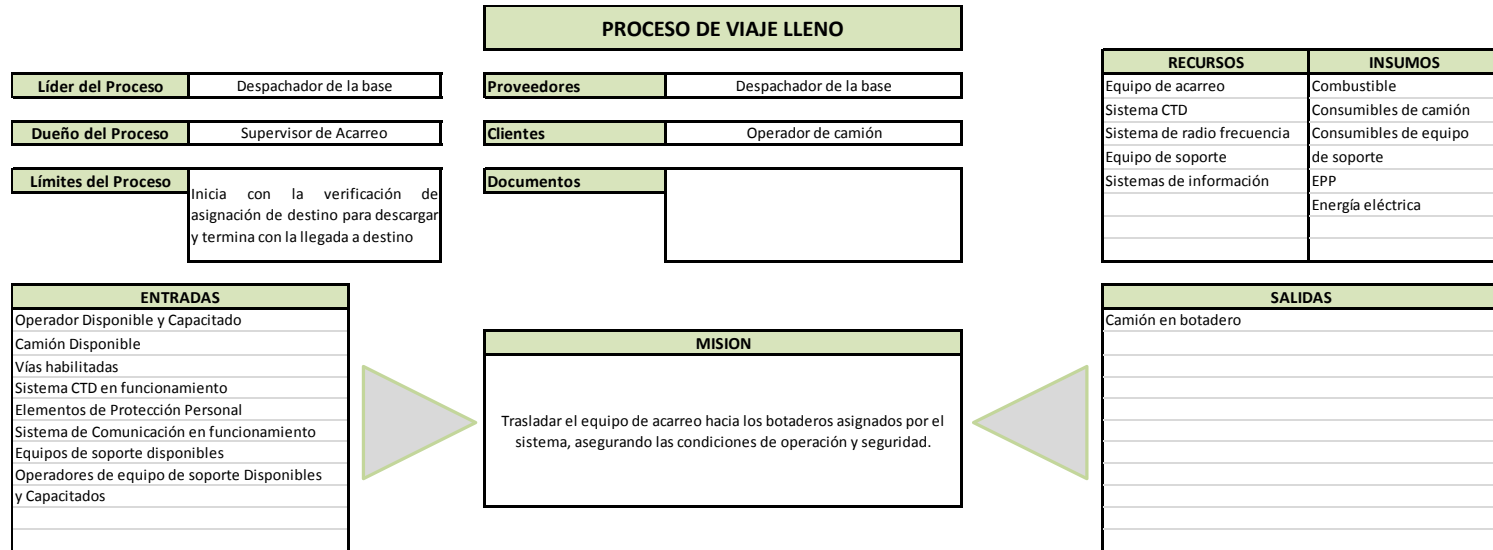 PROCESO DE VIAJE LLENO
Líder del Proceso
Despachador de la base
Dueño del Proceso
Supervisor de Acarreo
Límites del Proceso
Inicia con la verificación de
asignación de destino para descargar
y termina con la llegada a destino
Proveedores
Despachador de la base
Clientes
Operador de camión
Documentos
RECURSOS
Equipo de acarreo
Sistema CTD
Sistema de radio frecuencia
Equipo de soporte
Sistemas de información
INSUMOS
Combustible
Consumibles de camión
Consumibles de equipo
de soporte
EPP
Energía eléctrica
ENTRADAS
Operador Disponible y Capacitado
Camión Disponible
Vías habilitadas
Sistema CTD en funcionamiento
Elementos de Protección Personal
Sistema de Comunicación en funcionamiento
Equipos de soporte disponibles
Operadores de equipo de soporte Disponibles
y Capacitados
MISION
Trasladar el equipo de acarreo hacia los botaderos asignados por el
sistema, asegurando las condiciones de operación y seguridad.
SALIDAS
Camión en botadero